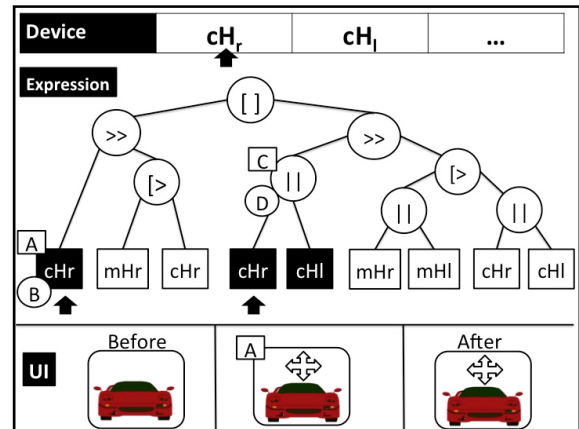 Device cHr cHl ...
Expression
[ ]
>> >>
C
[> || [>
D
|| ||
A
cHr mHr cHr cHr cHl mHr mHl cHr cHl
B
Before A After
UI